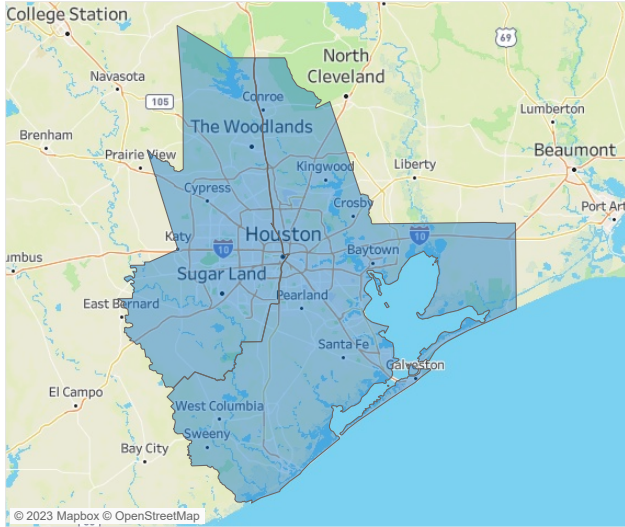 College Station
69
North
Cleveland
Navasota
105
Conroe
Lumberton
Brenham
The Woodlands
Beaumont
Prairie View
Kingwood
Liberty
Cypress
Port Art
Crosby
Katy
Houston
10
10
Baytown
umbus
Sugar Land
Pearland
East Bernard
Santa Fe
Galveston
El Campo
West Columbia
Sweeny
Bay City
© 2023 Mapbox © OpenStreetMap